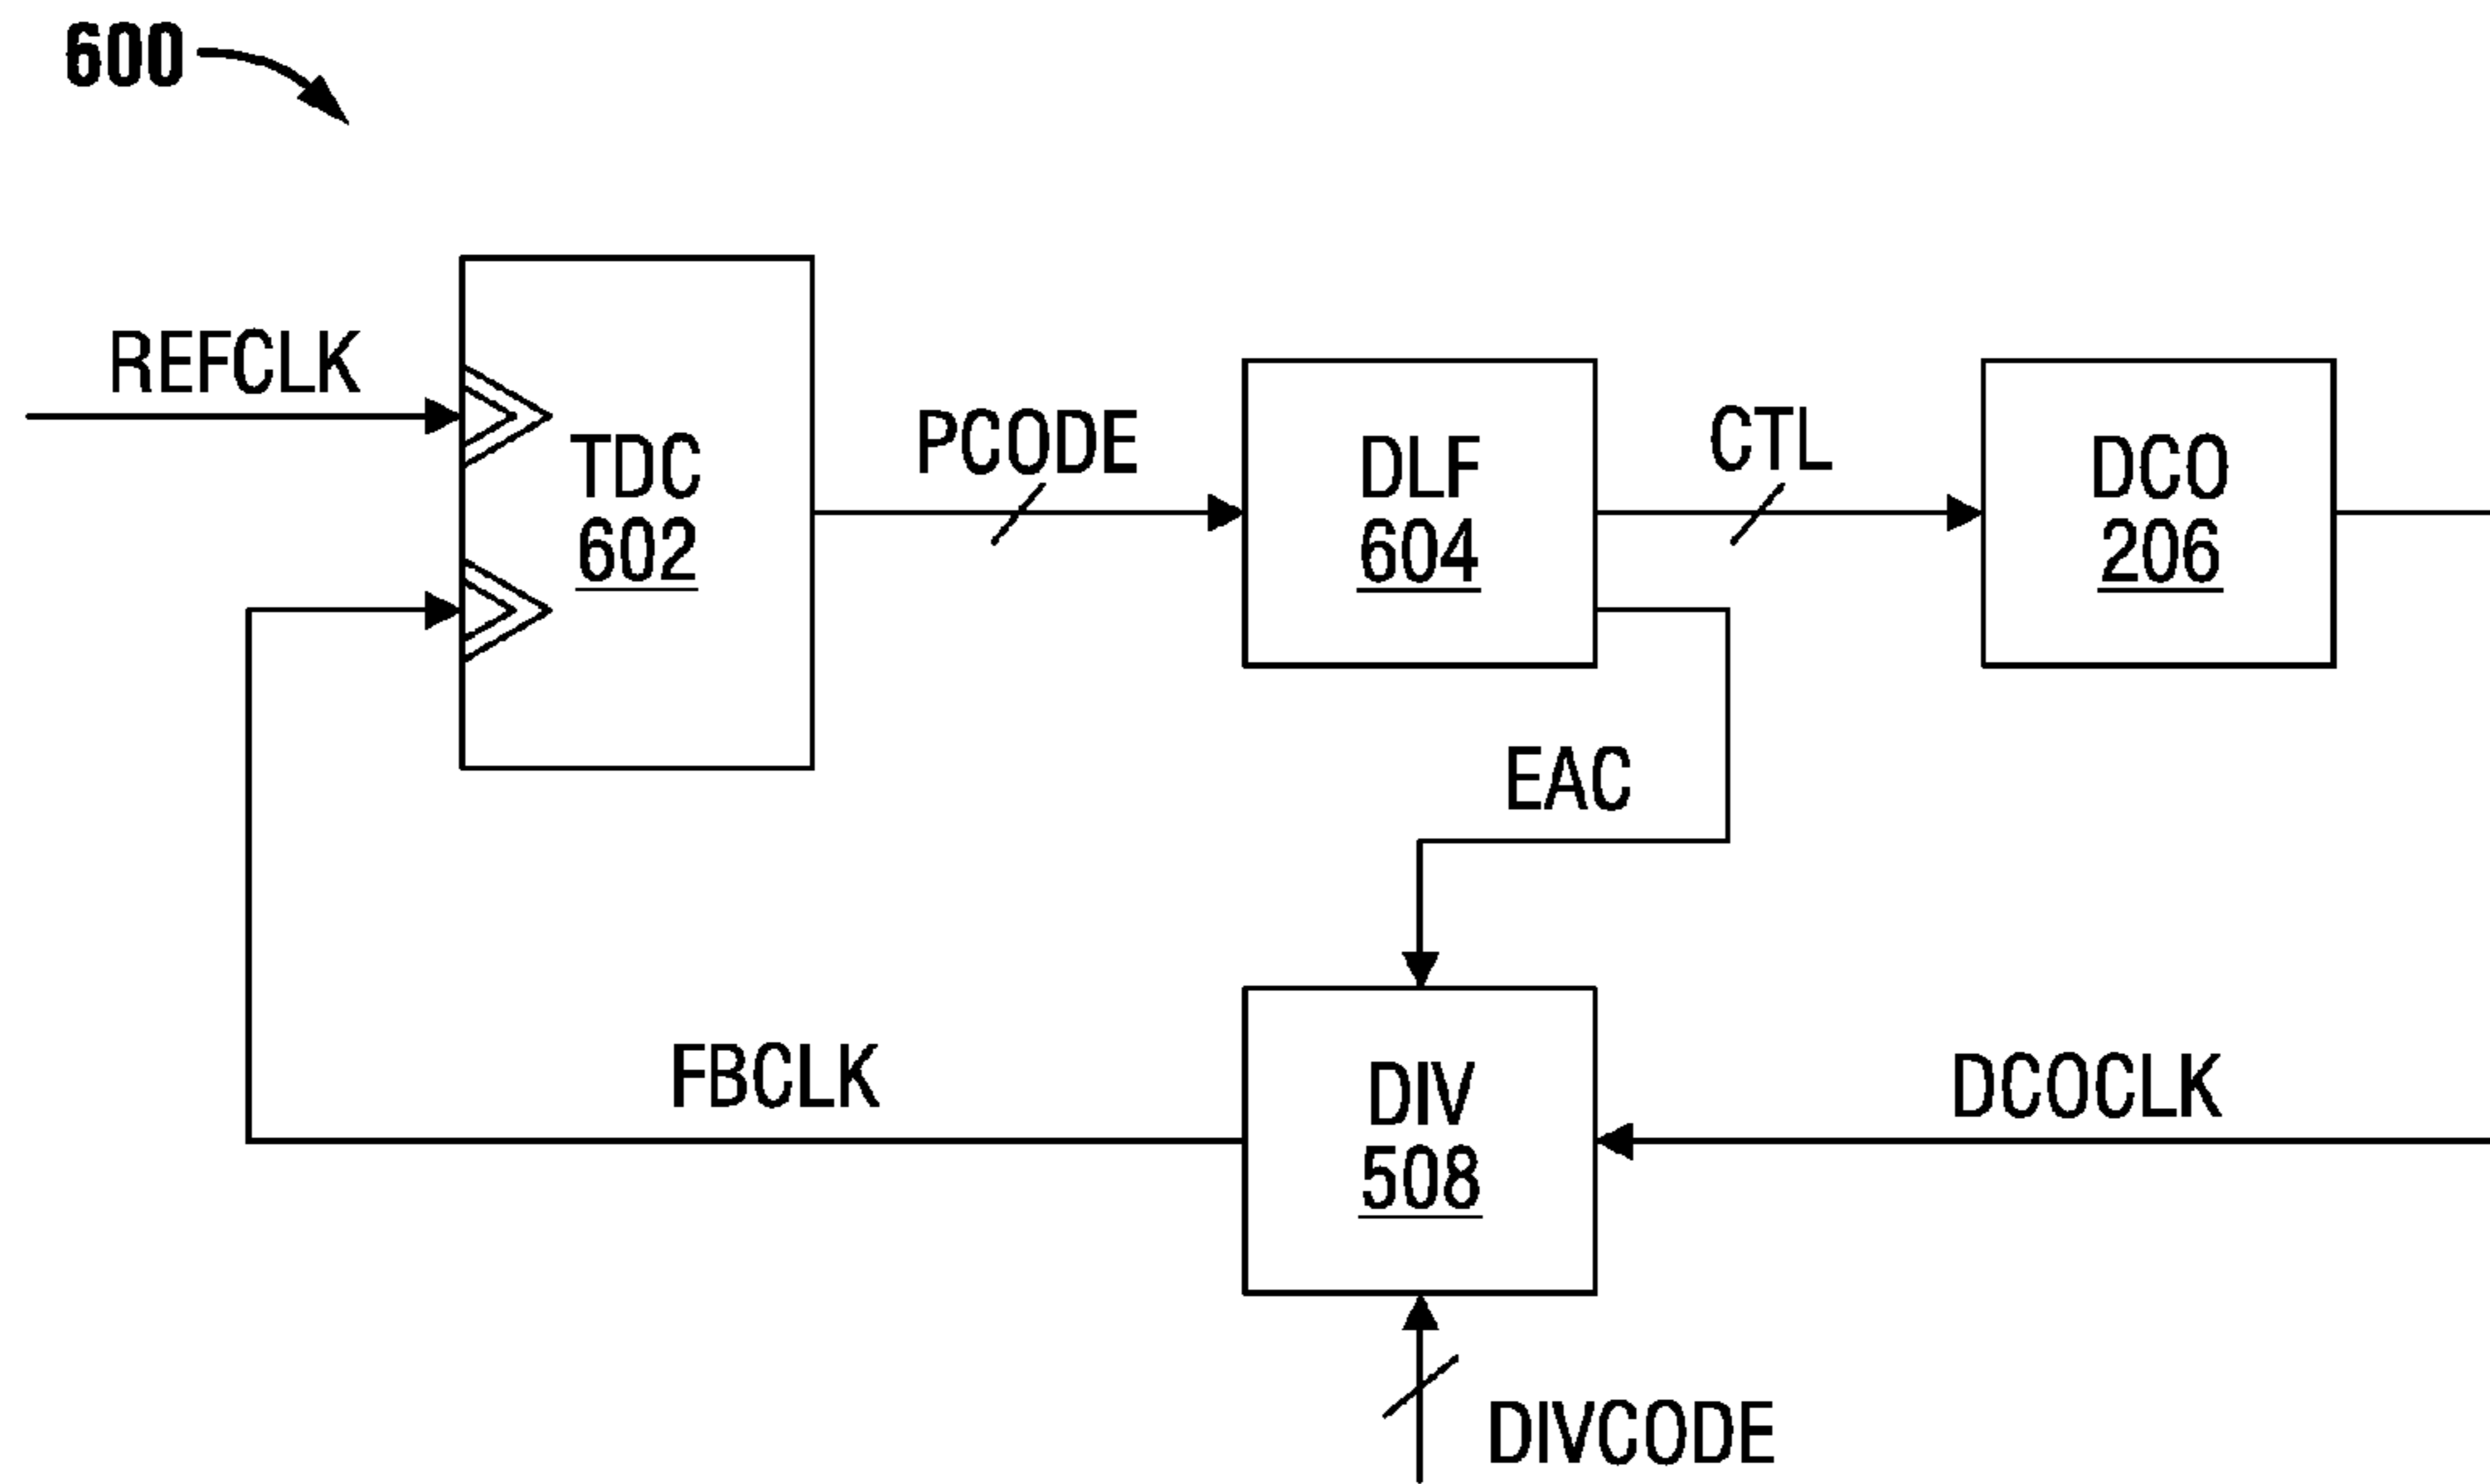 600
REFCLK
TDC
602
PCODE
DLF
604
CTL
DCO
206
EAC
FBCLK
DIV
508
DCOCLK
DIVCODE